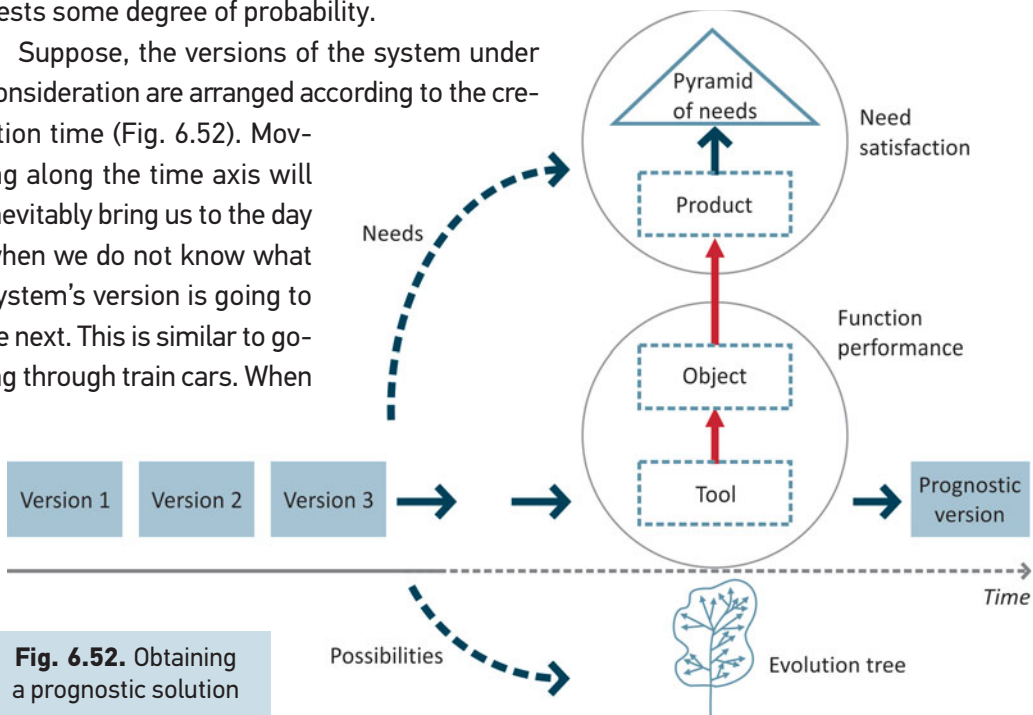 ests some degree of probability.
Suppose, the versions of the system under
onsideration are arranged according to the cre-
tion time (Fig. 6.52). Mov-
g along the time axis will
nevitably bring us to the day
when we do not know what
ystem's version is going to
e next. This is similar to go-
g through train cars. When
Pyramid
of needs
Need
satisfaction
Product
Needs
Function
performance
Object
Version 1
Version 2
Version 3
Tool
Prognostic
version
Time
Fig. 6.52. Obtaining
a prognostic solution
Possibilities
Evolution tree